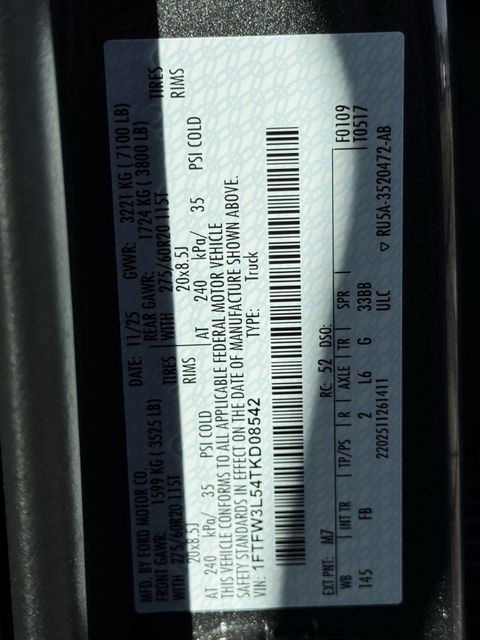 MFD. BY FORD MOTOR CO.
DATE: 11/25 GVWR: 3221 KG ( 7100 LB)
FRONT GAWR: 1599 KG ( 3525 LB) REAR GAWR: 1724 KG ( 3800 LB)
WITH 275/60R20 115T TIRES WITH 275/60R20 115T TIRES
20x8.5J RIMS 20x8.5J RIMS
AT 240 kPa/ 35 PSI COLD AT 240 kPa/ 35 PSI COLD
THIS VEHICLE CONFORMS TO ALL APPLICABLE FEDERAL MOTOR VEHICLE
SAFETY STANDARDS IN EFFECT ON THE DATE OF MANUFACTURE SHOWN ABOVE.
VIN: 1FTFW3L54TKD08542 TYPE: Truck
F0109
EXT PNT: M7 RC: 52 DSO: T0517
WB INT TR TP/PS R AXLE TR SPR
145 FB 2 L6 G 33BB
2202511261411 ULC ▽ RU5A-3520472-AB